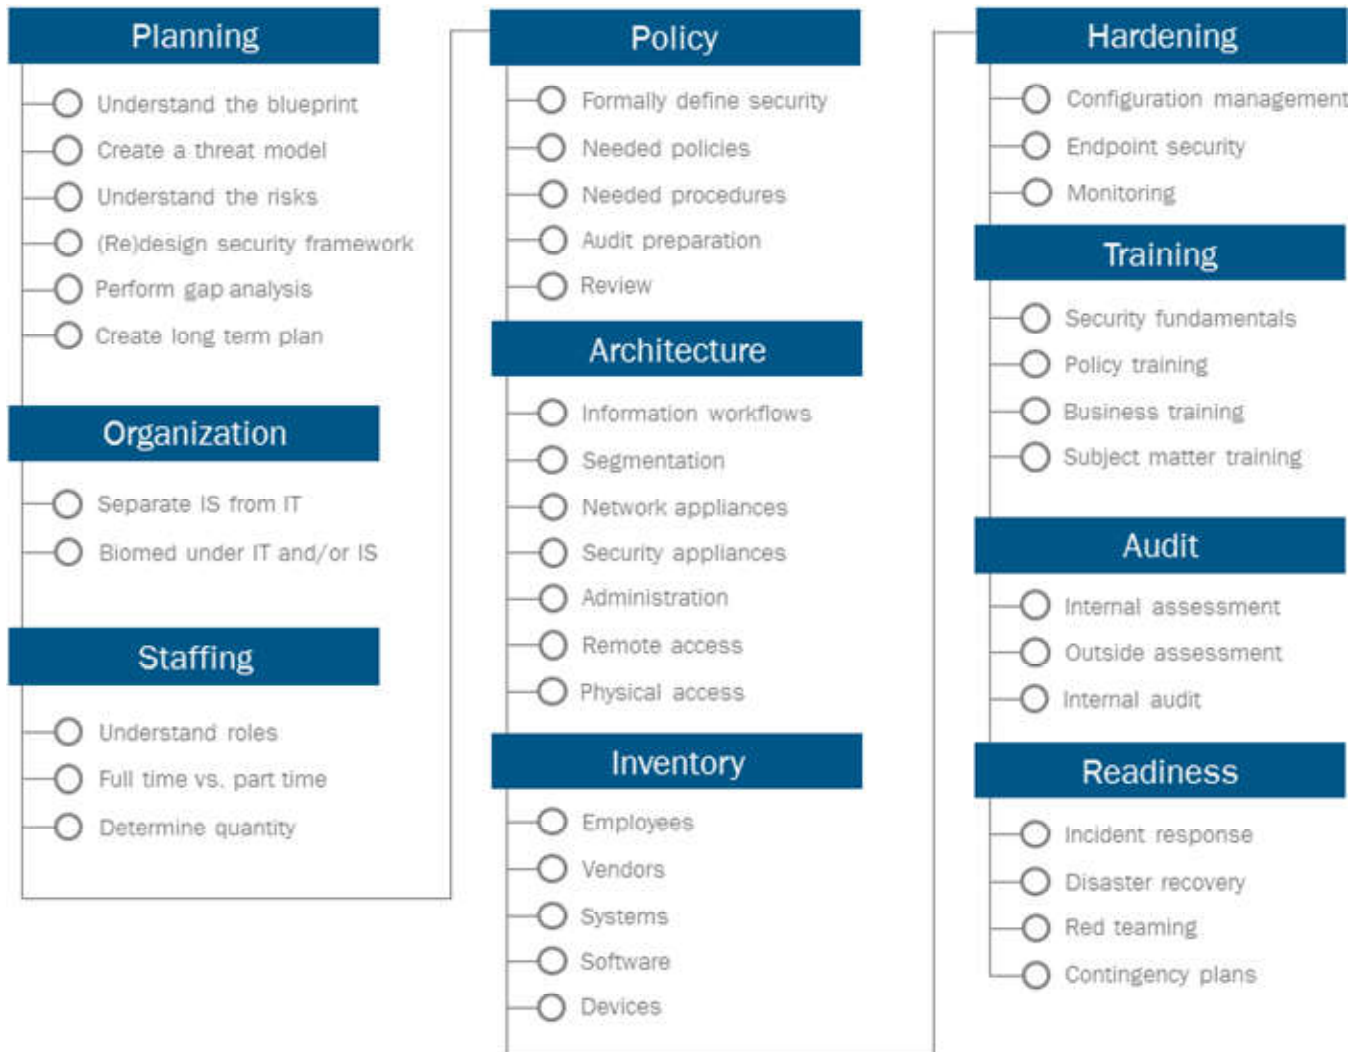 Planning
Understand the blueprint
Create a threat model
Understand the risks
(Re)design security framework
Perform gap analysis
Create long term plan
Organization
Separate IS from IT
Biomed under IT and/or IS
Staffing
Understand roles
Full time vs. part time
Determine quantity
Policy
Formally define security
Needed policies
Needed procedures
Audit preparation
Review
Architecture
Information workflows
Segmentation
Network appliances
Security appliances
Administration
Remote access
Physical access
Inventory
Employees
Vendors
Systems
Software
Devices
Hardening
Configuration management
Endpoint security
Monitoring
Training
Security fundamentals
Policy training
Business training
Subject matter training
Audit
Internal assessment
Outside assessment
Internal audit
Readiness
Incident response
Disaster recovery
Red teaming
Contingency plans